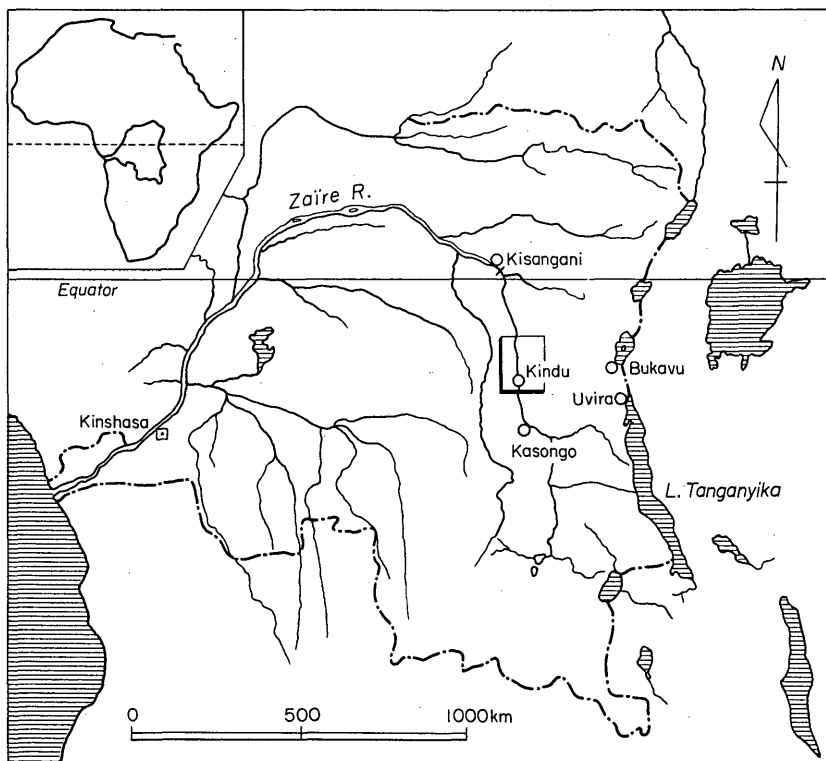 N
Zaïre R.
Kisangani
Equator
Kindu
Bukavu
Uvira
Kinshasa
Kasongo
L. Tanganyika
0 500 1000km